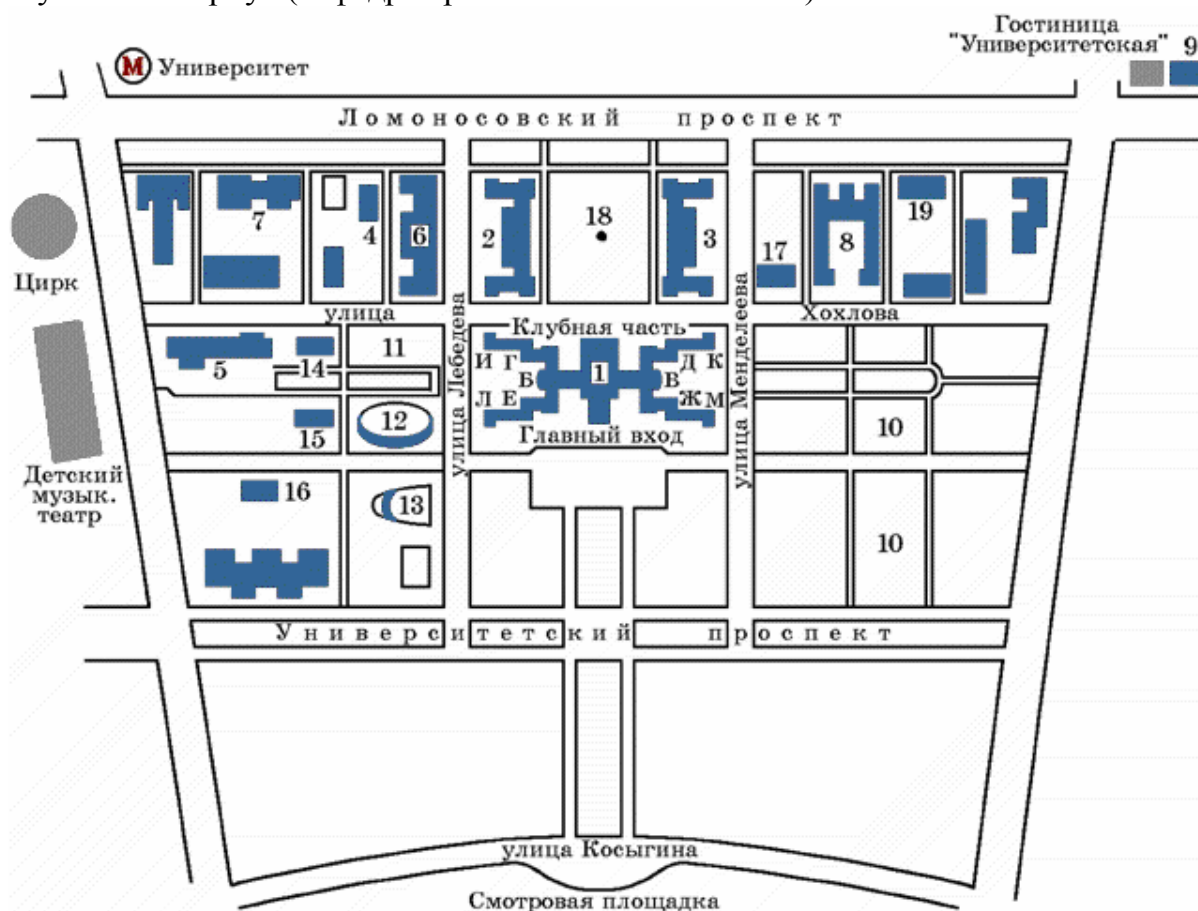 Гостиница
"Университетская" 9
М Университет
Ломоносовский проспект
7
4
6
2
18
3
17
8
19
Цирк
улица
Хохлова
улица Лебедева
улица Менделеева
Клубная часть
5
14
11
И Г
Б
1
Д К
В
Л Е
Ж М
15
12
Главный вход
10
Детский
музык.
театр
16
13
10
Университетский проспект
улица Косыгина
Смотровая площадка